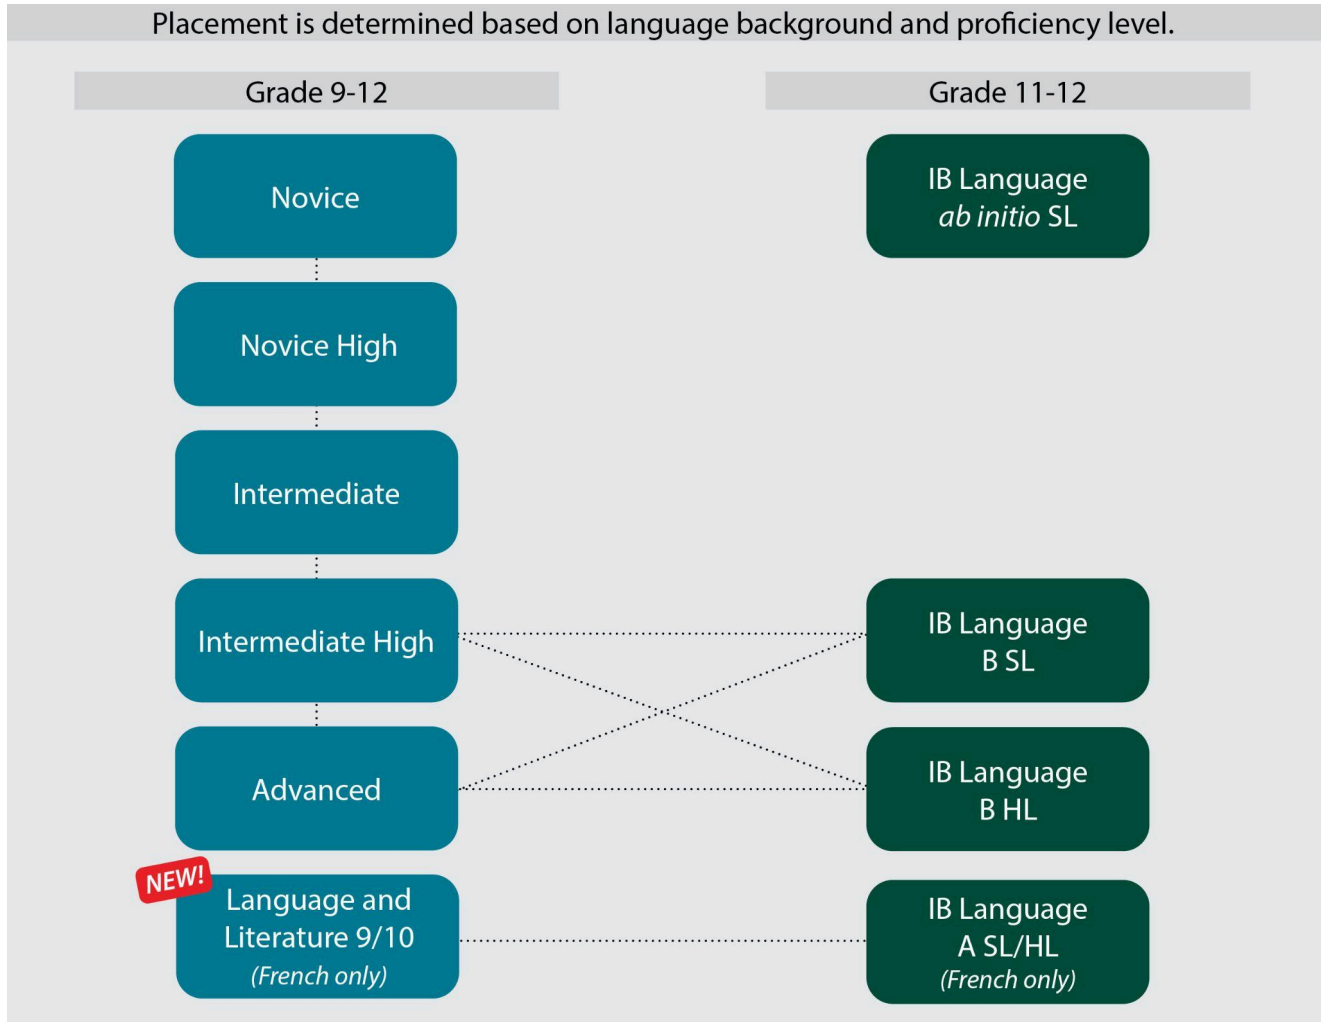 Placement is determined based on language background and proficiency level.
Grade 9-12
Novice
Novice High
Intermediate
Intermediate High
Advanced
NEW!
Language and
Literature 9/10
(French only)
Grade 11-12
IB Language
ab initio SL
IB Language
B SL
IB Language
B HL
IB Language
A SL/HL
(French only)